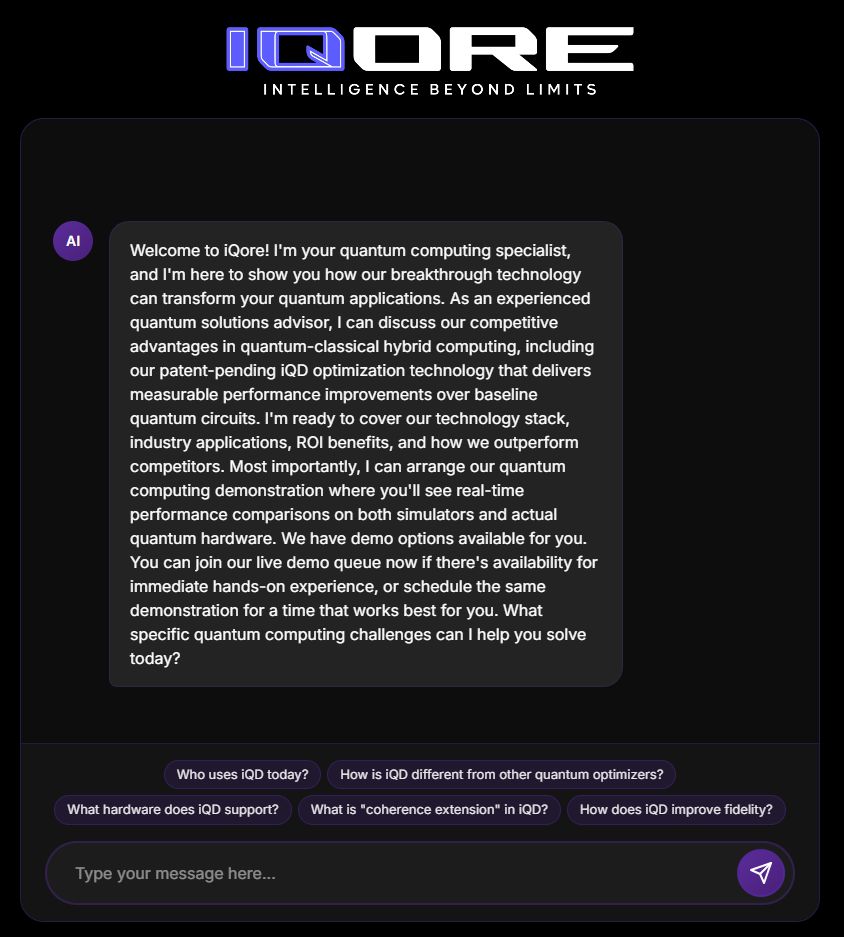 iQORE
INTELLIGENCE BEYOND LIMITS
AI
Welcome to iQore! I'm your quantum computing specialist,
and I'm here to show you how our breakthrough technology
can transform your quantum applications. As an experienced
quantum solutions advisor, I can discuss our competitive
advantages in quantum-classical hybrid computing, including
our patent-pending iQD optimization technology that delivers
measurable performance improvements over baseline
quantum circuits. I'm ready to cover our technology stack,
industry applications, ROI benefits, and how we outperform
competitors. Most importantly, I can arrange our quantum
computing demonstration where you'll see real-time
performance comparisons on both simulators and actual
quantum hardware. We have demo options available for you.
You can join our live demo queue now if there's availability for
immediate hands-on experience, or schedule the same
demonstration for a time that works best for you. What
specific quantum computing challenges can I help you solve
today?
Who uses iQD today?
How is iQD different from other quantum optimizers?
What hardware does iQD support?
What is "coherence extension" in iQD?
How does iQD improve fidelity?
Type your message here...